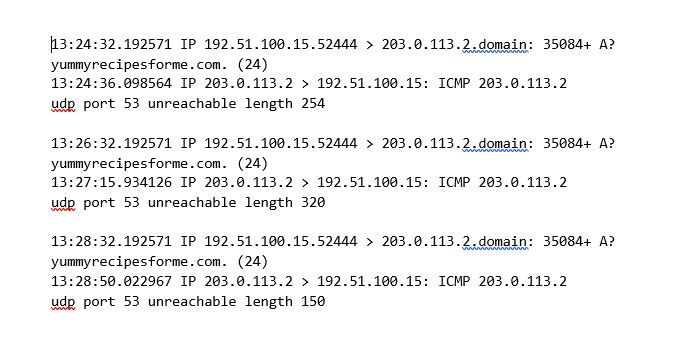 13:24:32.192571 IP 192.51.100.15.52444 > 203.0.113.2.domain: 35084+ A?
yummyrecipesforme.com. (24)
13:24:36.098564 IP 203.0.113.2 > 192.51.100.15: ICMP 203.0.113.2
udp port 53 unreachable length 254
13:26:32.192571 IP 192.51.100.15.52444 > 203.0.113.2.domain: 35084+ A?
yummyrecipesforme.com. (24)
13:27:15.934126 IP 203.0.113.2 > 192.51.100.15: ICMP 203.0.113.2
udp port 53 unreachable length 320
13:28:32.192571 IP 192.51.100.15.52444 > 203.0.113.2.domain: 35084+ A?
yummyrecipesforme.com. (24)
13:28:50.022967 IP 203.0.113.2 > 192.51.100.15: ICMP 203.0.113.2
udp port 53 unreachable length 150